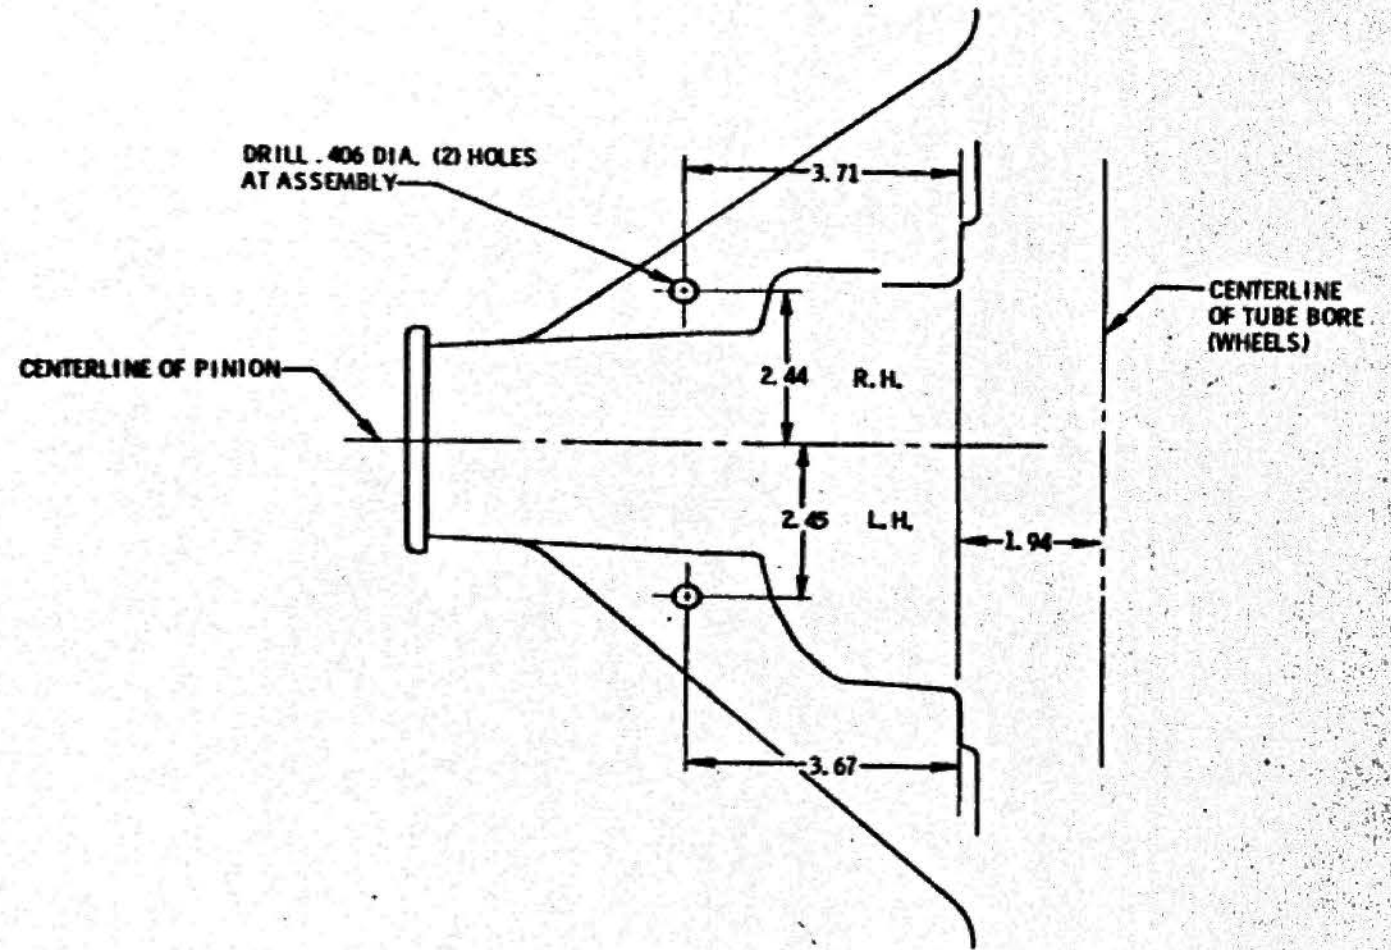 DRILL .406 DIA. (2) HOLES
AT ASSEMBLY
3.71
CENTERLINE
OF TUBE BORE
(WHEELS)
CENTERLINE OF PINION
2.44 R.H.
2.45 L.H.
1.94
3.67